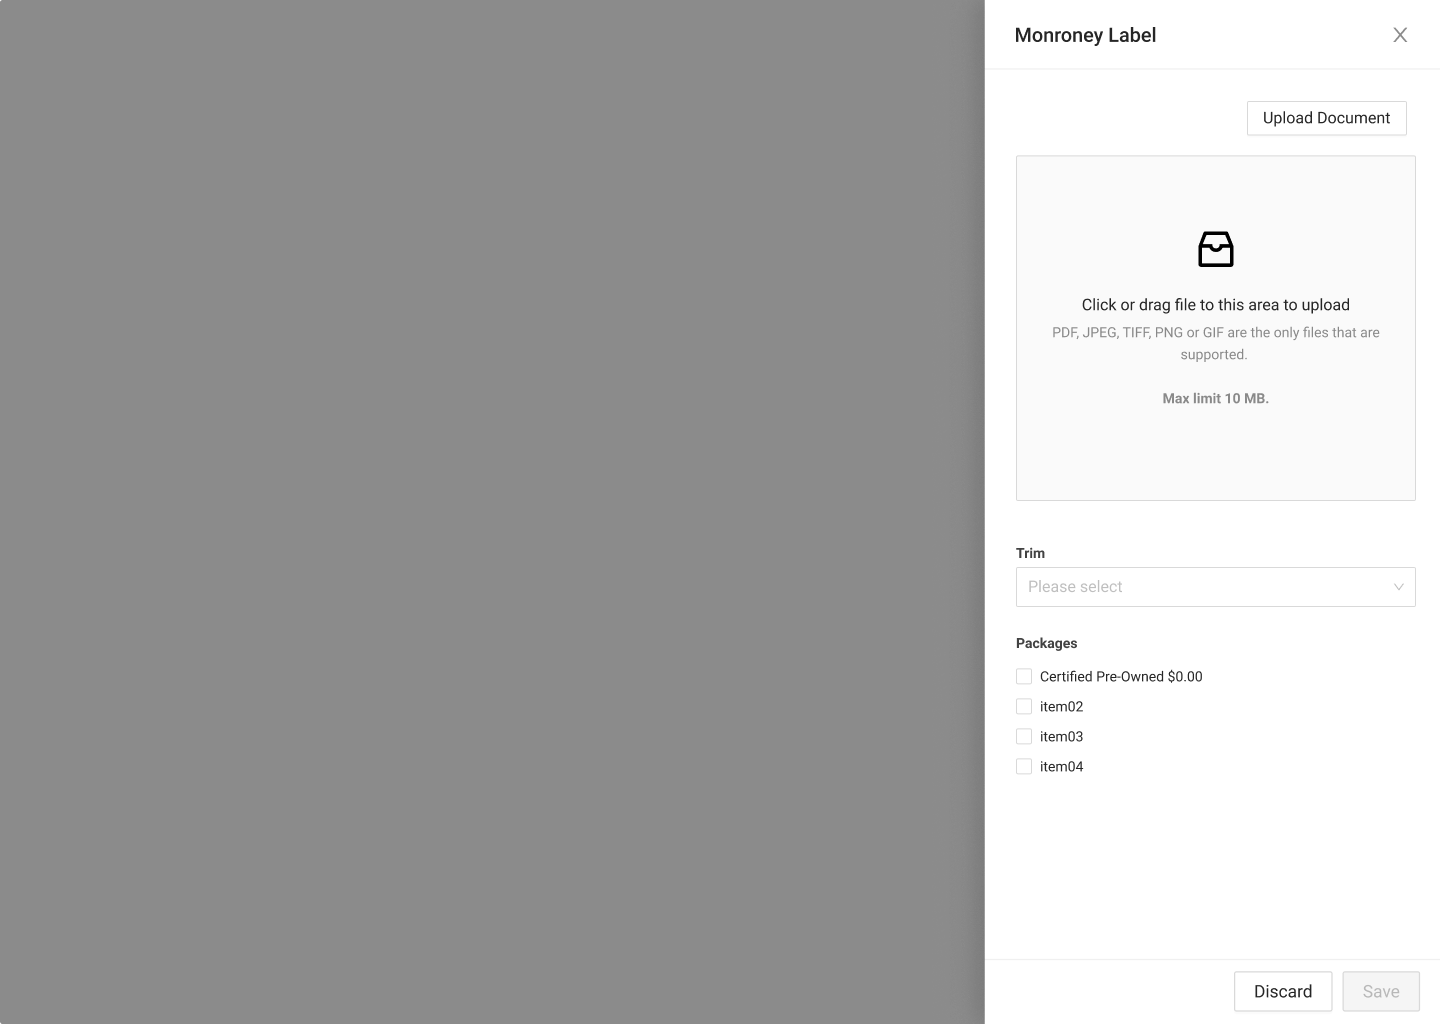 Monroney Label
Upload Document
Click or drag file to this area to upload
PDF, JPEG, TIFF, PNG or GIF are the only files that are
supported.
Max limit 10 MB.
Trim
Please select
Packages
Certified Pre-Owned $0.00
item02
item03
item04
Discard
Save